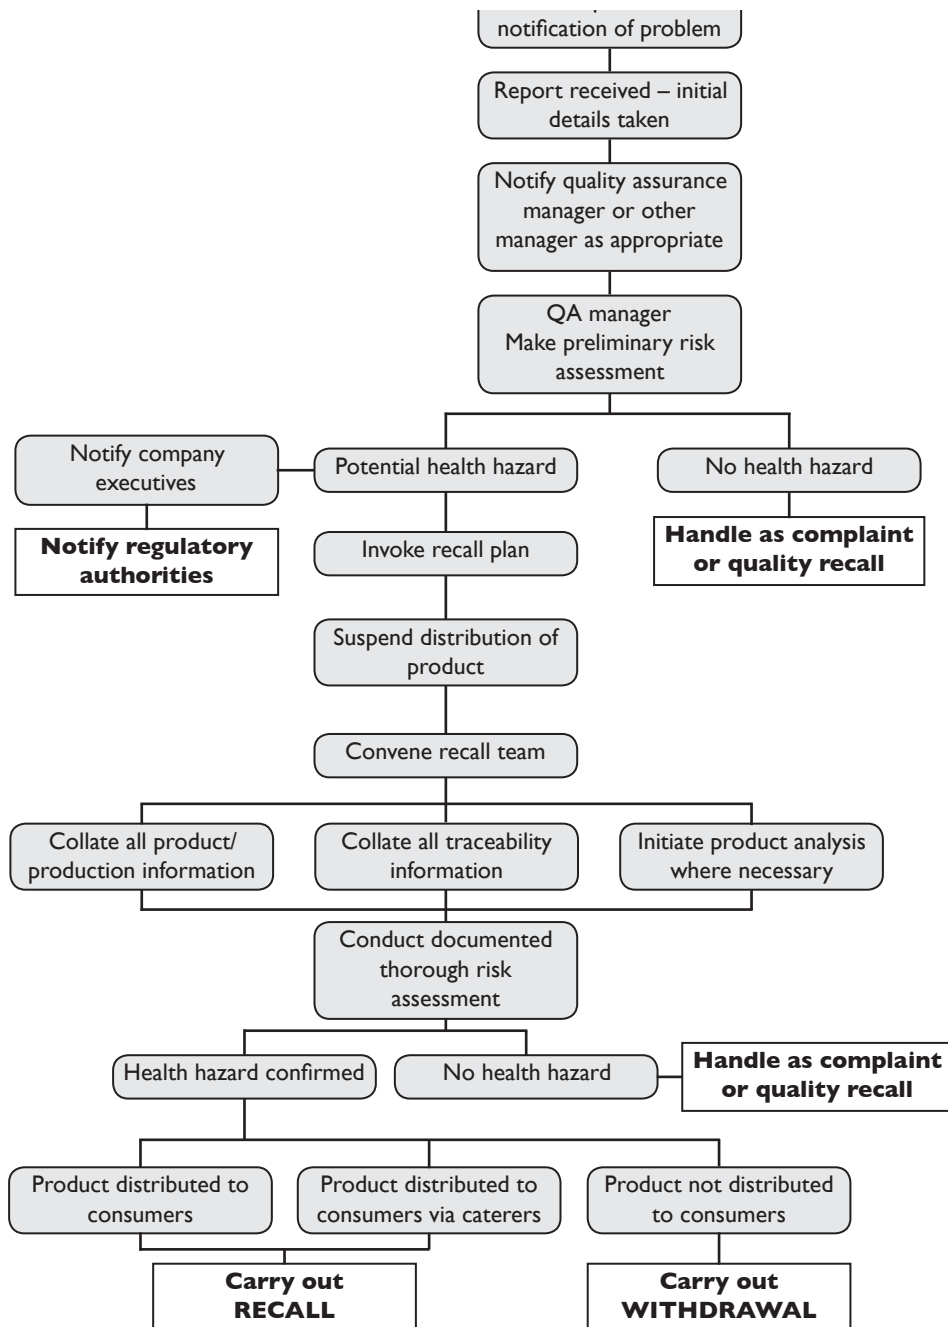 notification of problem
Report received – initial
details taken
Notify quality assurance
manager or other
manager as appropriate
QA manager
Make preliminary risk
assessment
Notify company
executives
Potential health hazard
No health hazard
Notify regulatory
authorities
Invoke recall plan
Handle as complaint
or quality recall
Suspend distribution of
product
Convene recall team
Collate all product/
production information
Collate all traceability
information
Initiate product analysis
where necessary
Conduct documented
thorough risk
assessment
Health hazard confirmed
No health hazard
Handle as complaint
or quality recall
Product distributed to
consumers
Product distributed to
consumers via caterers
Product not distributed
to consumers
Carry out
RECALL
Carry out
WITHDRAWAL